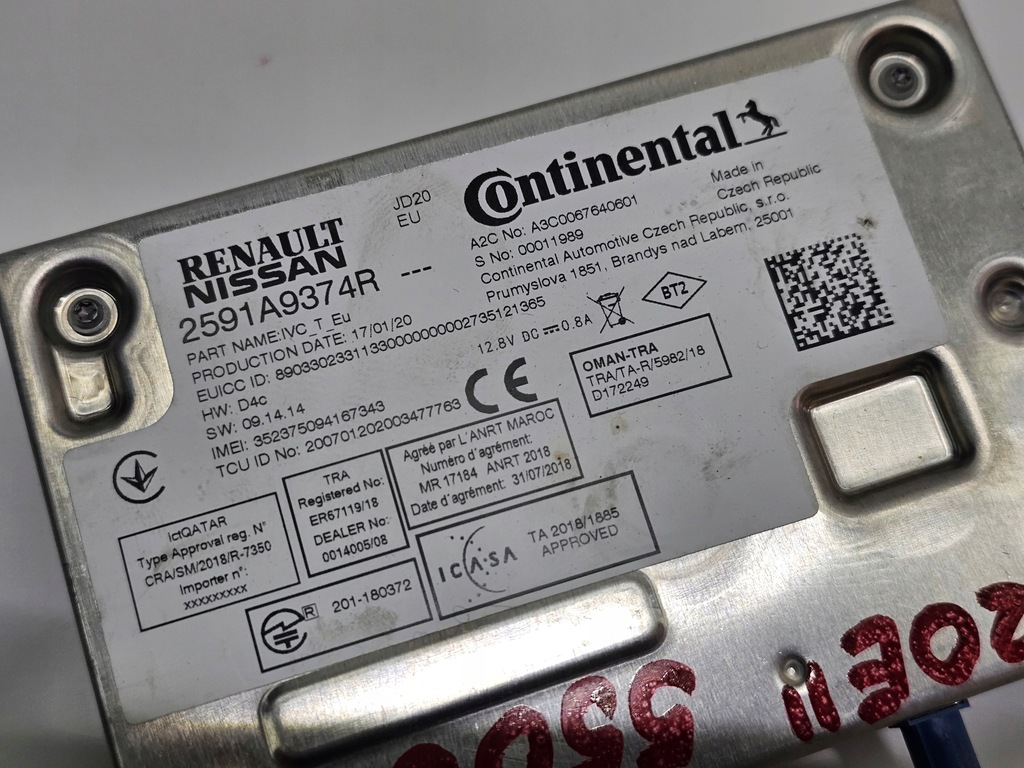 RENAULT
NISSAN
JD20
EU
Continental
2591A9374R ---
A2C No: A3C0067640601
S No: 00011989
Made in
Czech Republic
Continental Automotive Czech Republic, s.r.o.
Prumyslova 1851, Brandys nad Labem, 25001
PART NAME:IVC_T_Eu
PRODUCTION DATE: 17/01/20
EUICC ID: 89033023311330000000002735121365
HW: D4c
SW: 09.14.14
IMEI: 352375094167343
TCU ID No: 2007012020003477763
12.8V DC 0.8A
BT2
CE
OMAN-TRA
TRA/TA-R/5982/18
D172249
ictQATAR
Type Approval reg. N°
CRA/SM/2018/R-7350
Importer n°:
xxxxxxxxx
TRA
Registered No:
ER67119/18
DEALER No:
0014005/08
Agréé par L'ANRT MAROC
Numéro d'agrément:
MR.17184 ANRT 2018
Date d'agrément: 31/07/2018
R 201-180372
ICASA
TA 2018/1885
APPROVED